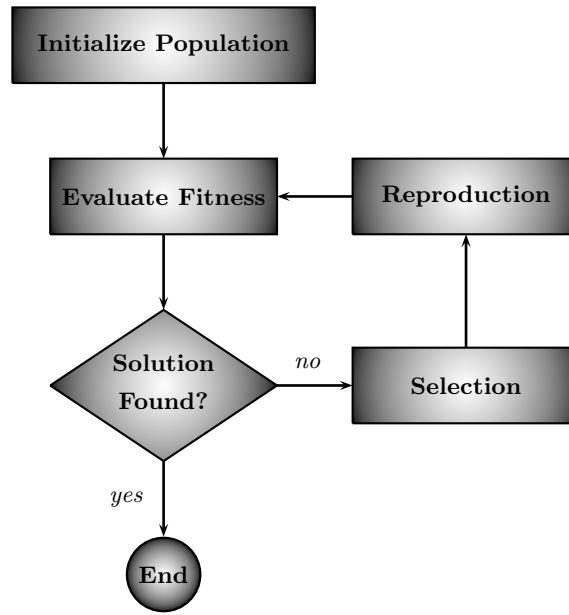 Initialize Population
Evaluate Fitness
Reproduction
Solution
Found?
no
Selection
yes
End